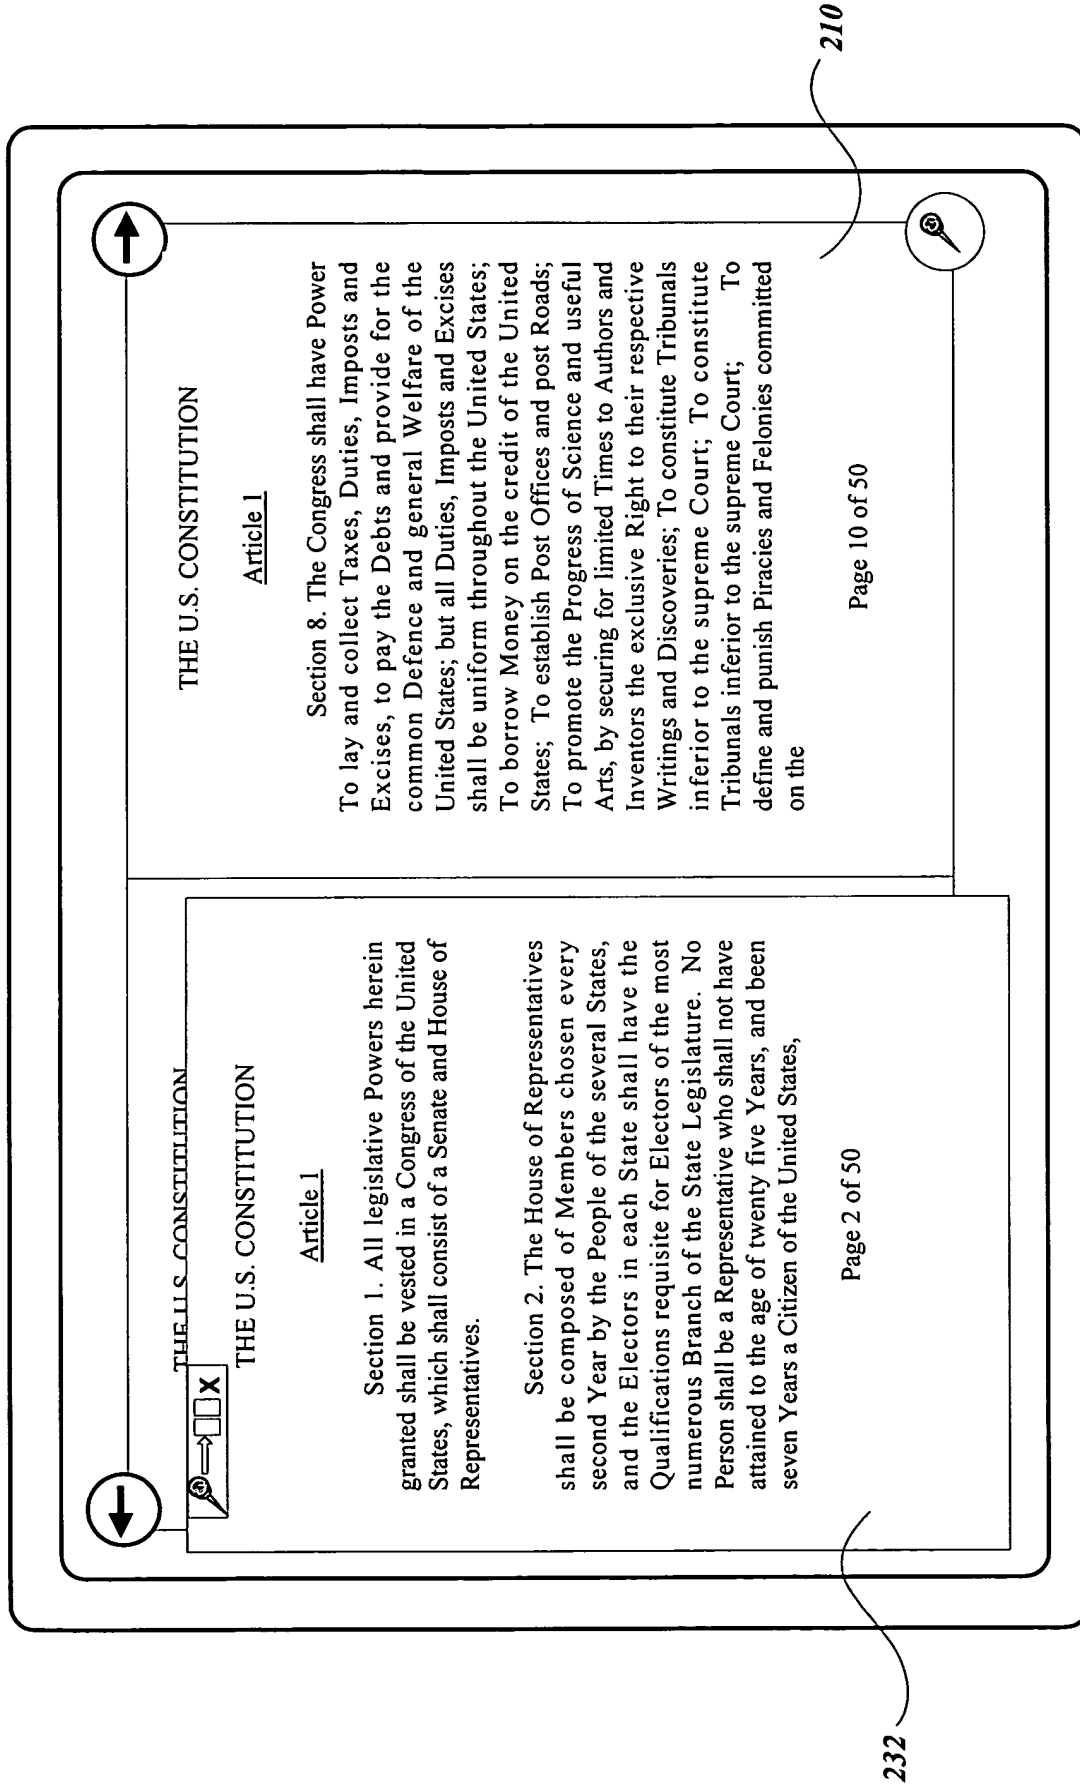 THE U.S. CONSTITUTION
THE U.S. CONSTITUTION
Article 1
Section 1. All legislative Powers herein
granted shall be vested in a Congress of the United
States, which shall consist of a Senate and House of
Representatives.
Section 2. The House of Representatives
shall be composed of Members chosen every
second Year by the People of the several States,
and the Electors in each State shall have the
Qualifications requisite for Electors of the most
numerous Branch of the State Legislature. No
Person shall be a Representative who shall not have
attained to the age of twenty five Years, and been
seven Years a Citizen of the United States,
Page 2 of 50
232
THE U.S. CONSTITUTION
Article 1
Section 8. The Congress shall have Power
To lay and collect Taxes, Duties, Imposts and
Excises, to pay the Debts and provide for the
common Defence and general Welfare of the
United States; but all Duties, Imposts and Excises
shall be uniform throughout the United States;
To borrow Money on the credit of the United
States; To establish Post Offices and post Roads;
To promote the Progress of Science and useful
Arts, by securing for limited Times to Authors and
Inventors the exclusive Right to their respective
Writings and Discoveries; To constitute Tribunals
inferior to the supreme Court; To constitute
Tribunals inferior to the supreme Court; To
define and punish Piracies and Felonies committed
on the
Page 10 of 50
210